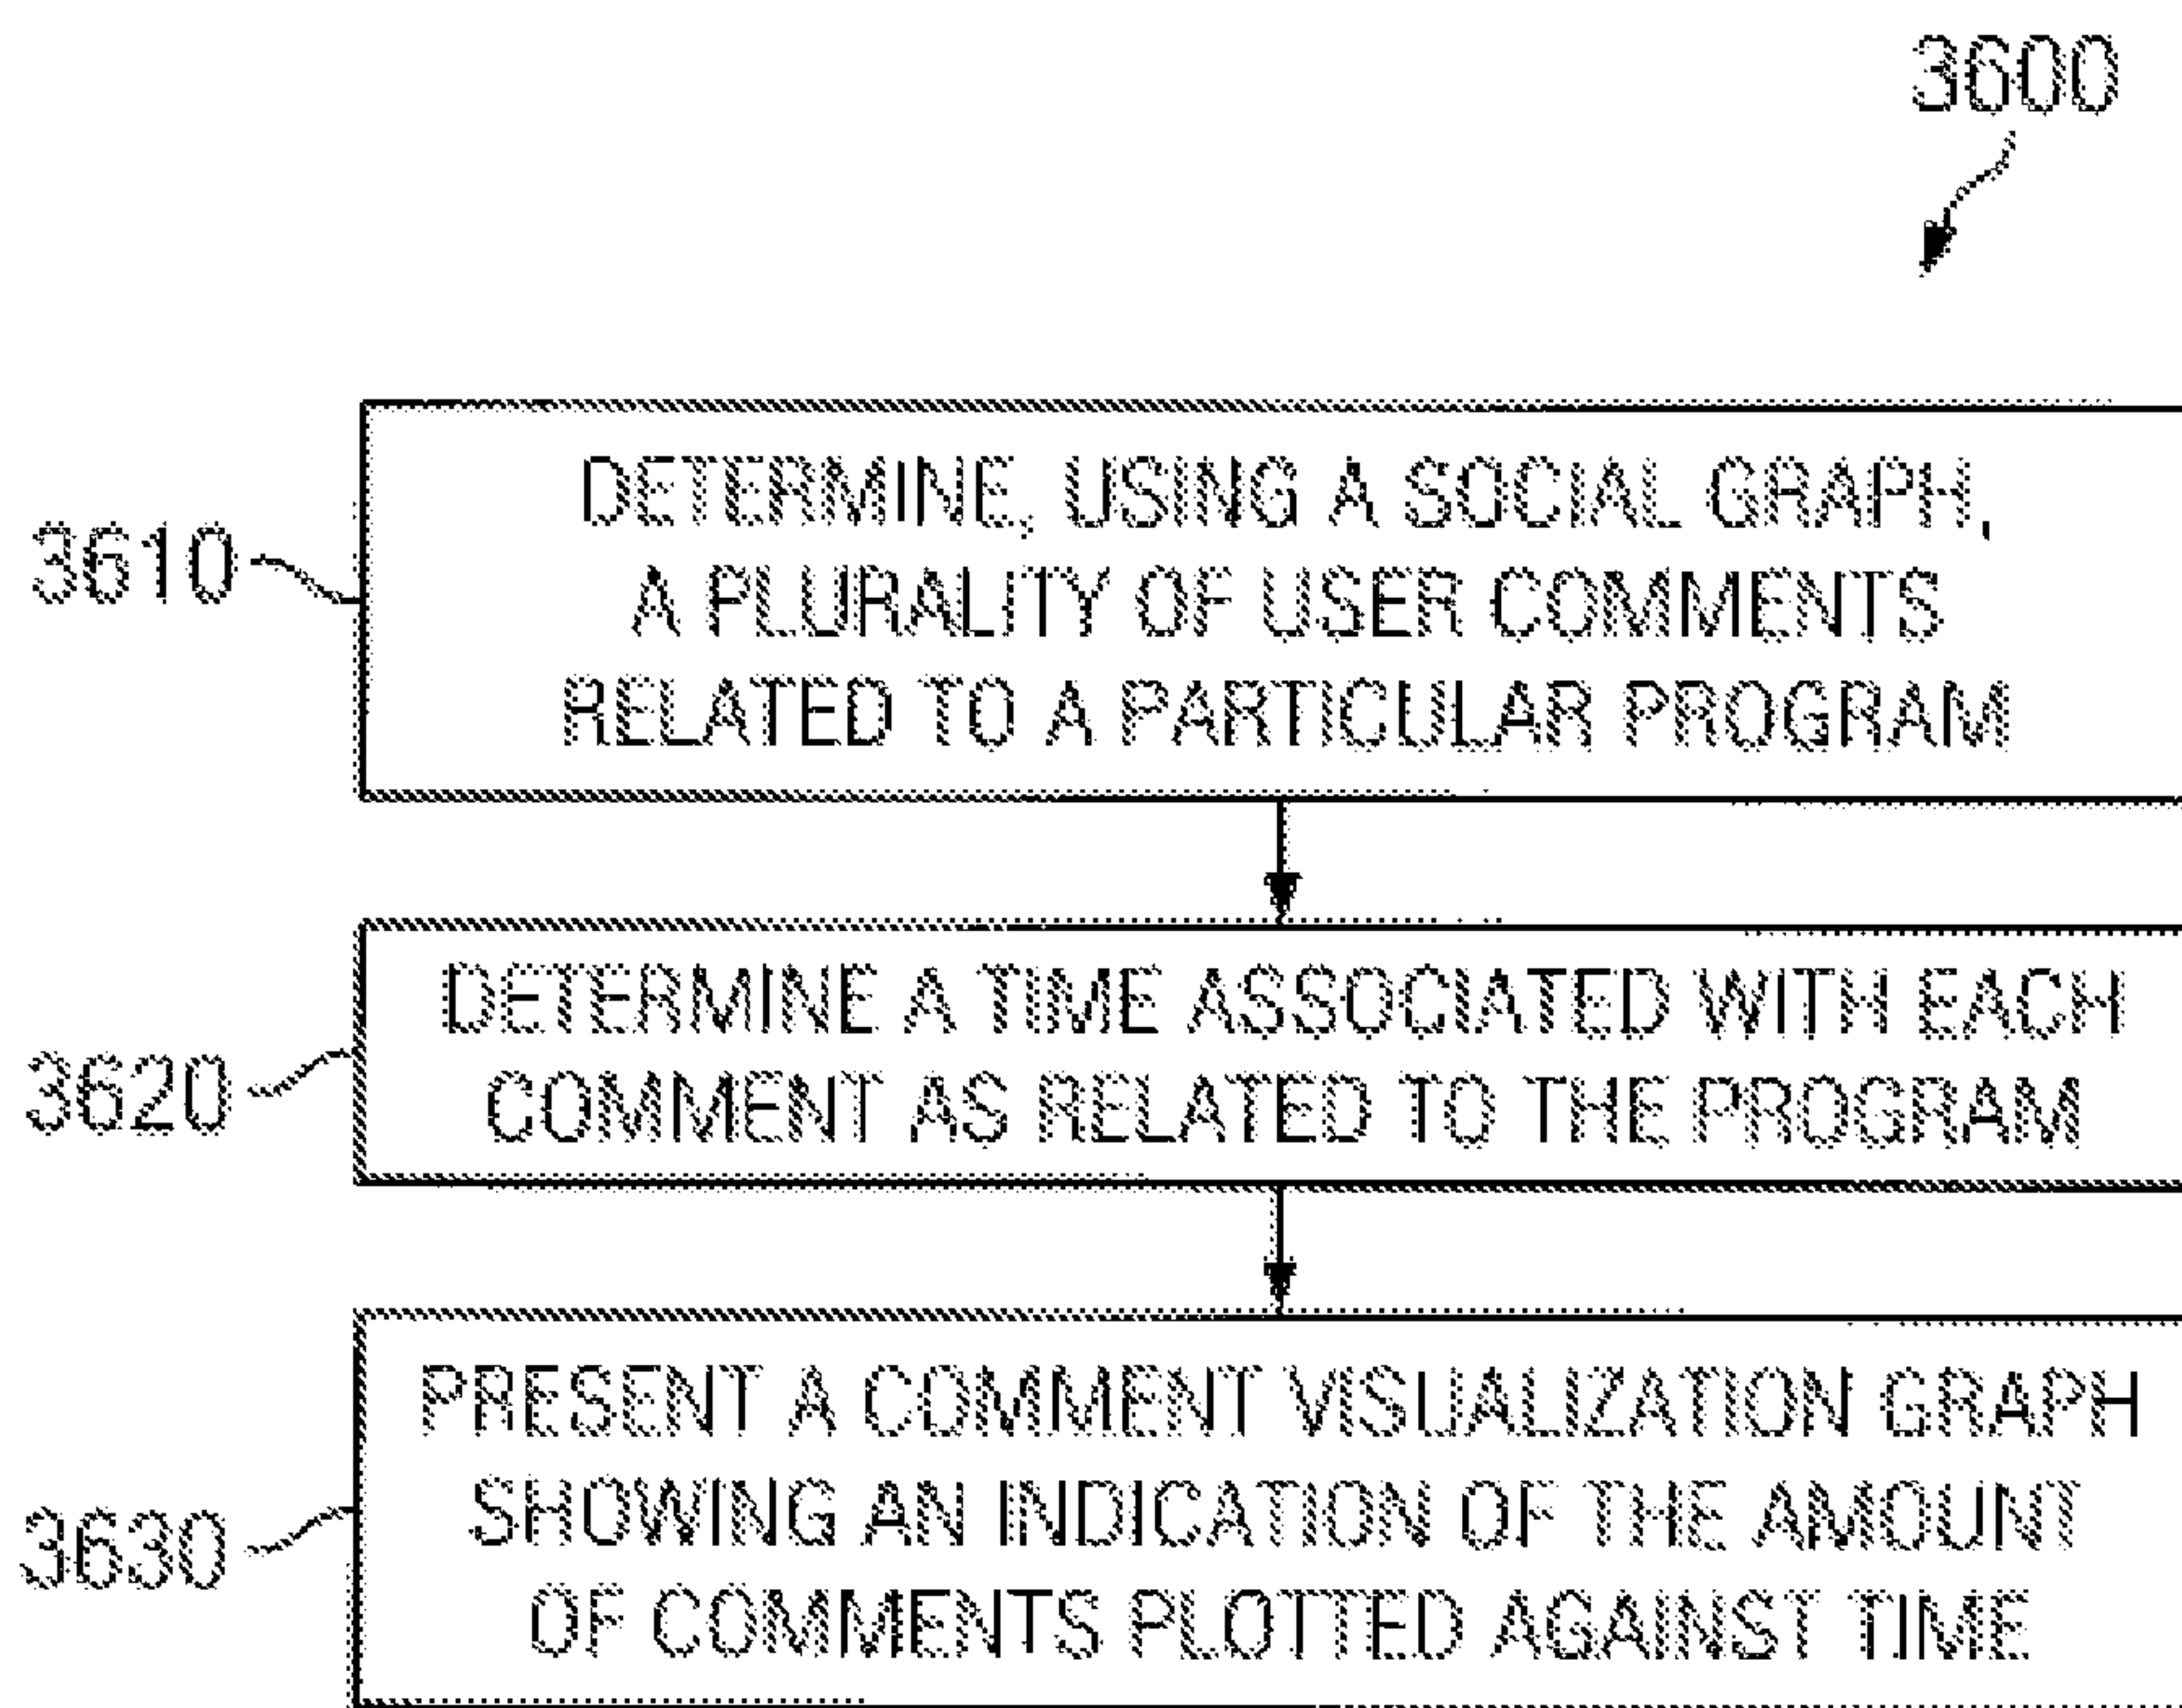 3600
3610
DETERMINE, USING A SOCIAL GRAPH,
A PLURALITY OF USER COMMENTS
RELATED TO A PARTICULAR PROGRAM
3620
DETERMINE A TIME ASSOCIATED WITH EACH
COMMENT AS RELATED TO THE PROGRAM
3630
PRESENT A COMMENT VISUALIZATION GRAPH
SHOWING AN INDICATION OF THE AMOUNT
OF COMMENTS PLOTTED AGAINST TIME